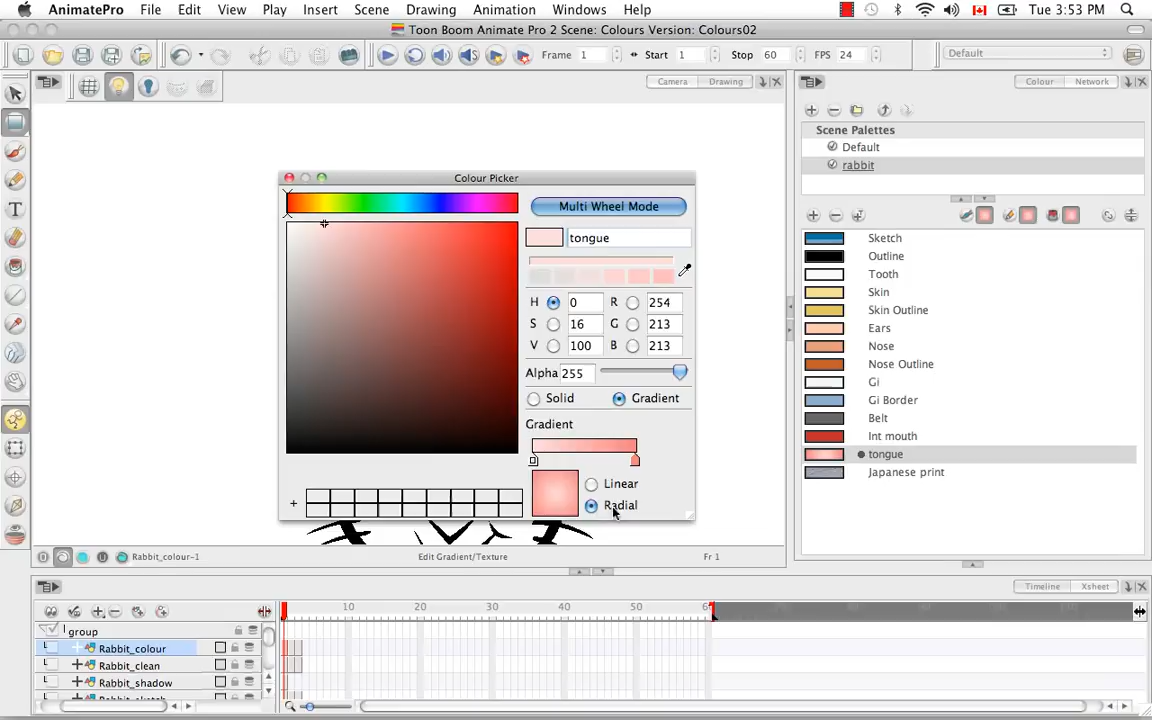 AnimatePro File Edit View Play Insert Scene Drawing Animation Windows Help Tue 3:53 PM
Toon Boom Animate Pro 2 Scene: Colours Version: Colours02
Frame 1 Start 1 Stop 60 FPS 24 Default
Camera Drawing
Colour Network
Scene Palettes
Default
rabbit
Colour Picker
Multi Wheel Mode
tongue
H 0 R 254
S 16 G 213
V 100 B 213
Alpha 255
Solid Gradient
Gradient
Linear
Radial
Sketch
Outline
Tooth
Skin
Skin Outline
Ears
Nose
Nose Outline
Gi
Gi Border
Belt
Int mouth
tongue
Japanese print
Rabbit_colour-1 Edit Gradient/Texture Fr 1
Timeline Xsheet
10 20 30 40 50
group
Rabbit_colour
Rabbit_clean
Rabbit_shadow